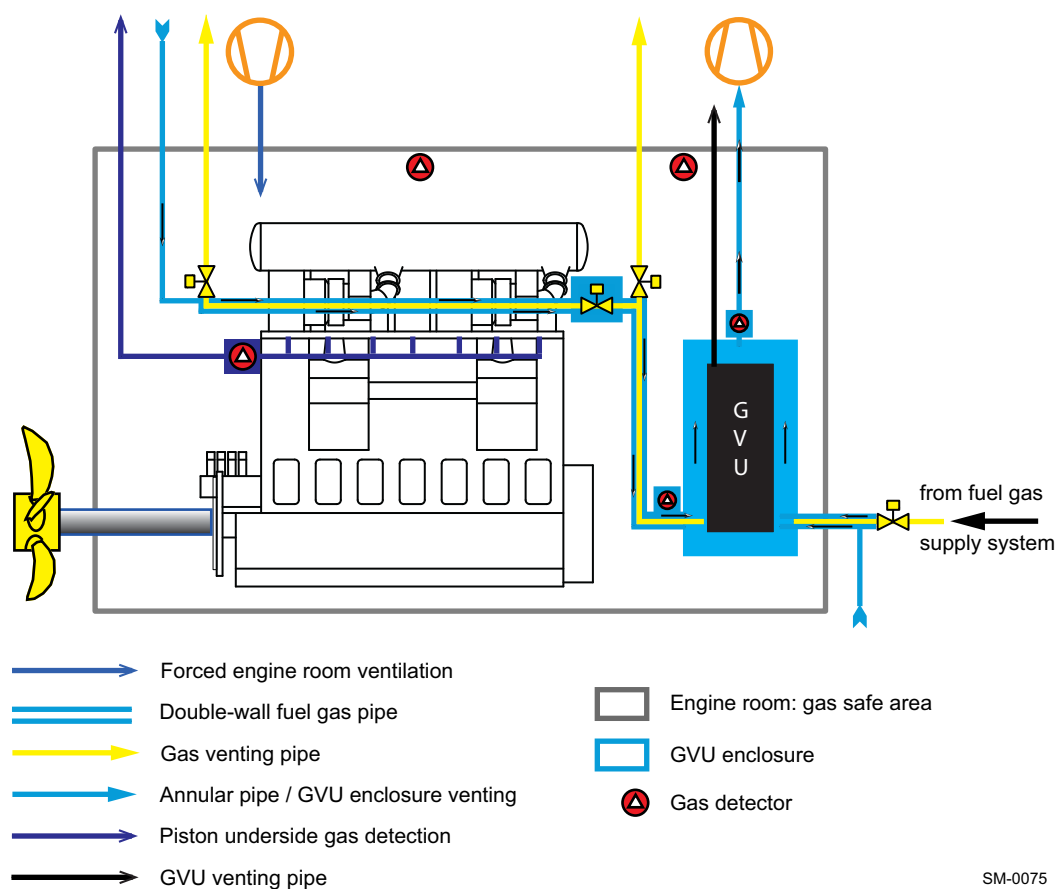 G
V
U
from fuel gas
supply system
Forced engine room ventilation
Double-wall fuel gas pipe
Gas venting pipe
Annular pipe / GVU enclosure venting
Piston underside gas detection
GVU venting pipe
Engine room: gas safe area
GVU enclosure
Gas detector
SM-0075